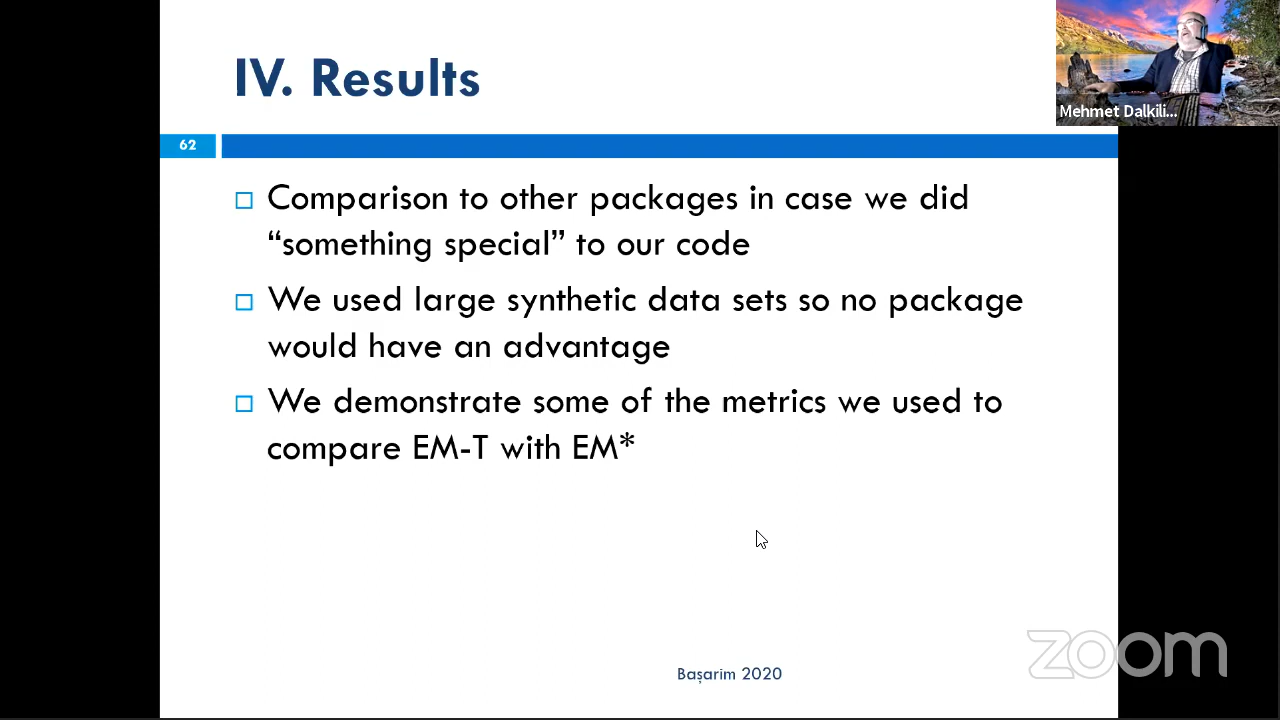 IV. Results
Mehmet Dalkili...
62
Comparison to other packages in case we did
“something special” to our code
We used large synthetic data sets so no package
would have an advantage
We demonstrate some of the metrics we used to
compare EM-T with EM*
zoom
Başarim 2020